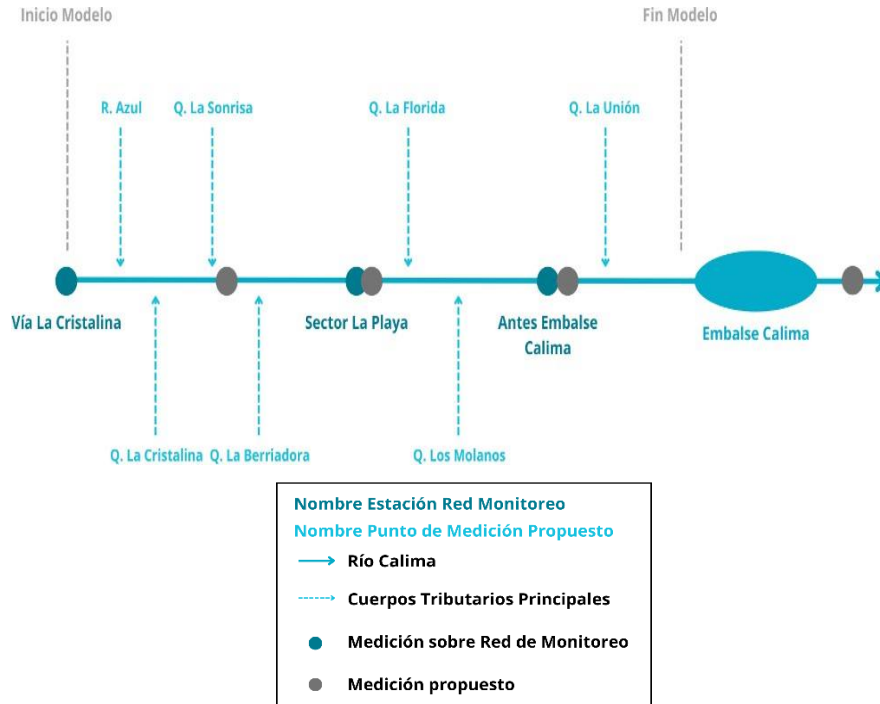 Inicio Modelo
Fin Modelo
R. Azul
Q. La Sonrisa
Q. La Florida
Q. La Unión
Vía La Cristalina
Sector La Playa
Antes Embalse
Calima
Embalse Calima
Q. La Cristalina
Q. La Berriadora
Q. Los Molanos
Nombre Estación Red Monitoreo
Nombre Punto de Medición Propuesto
Río Calima
Cuerpos Tributarios Principales
Medición sobre Red de Monitoreo
Medición propuesto